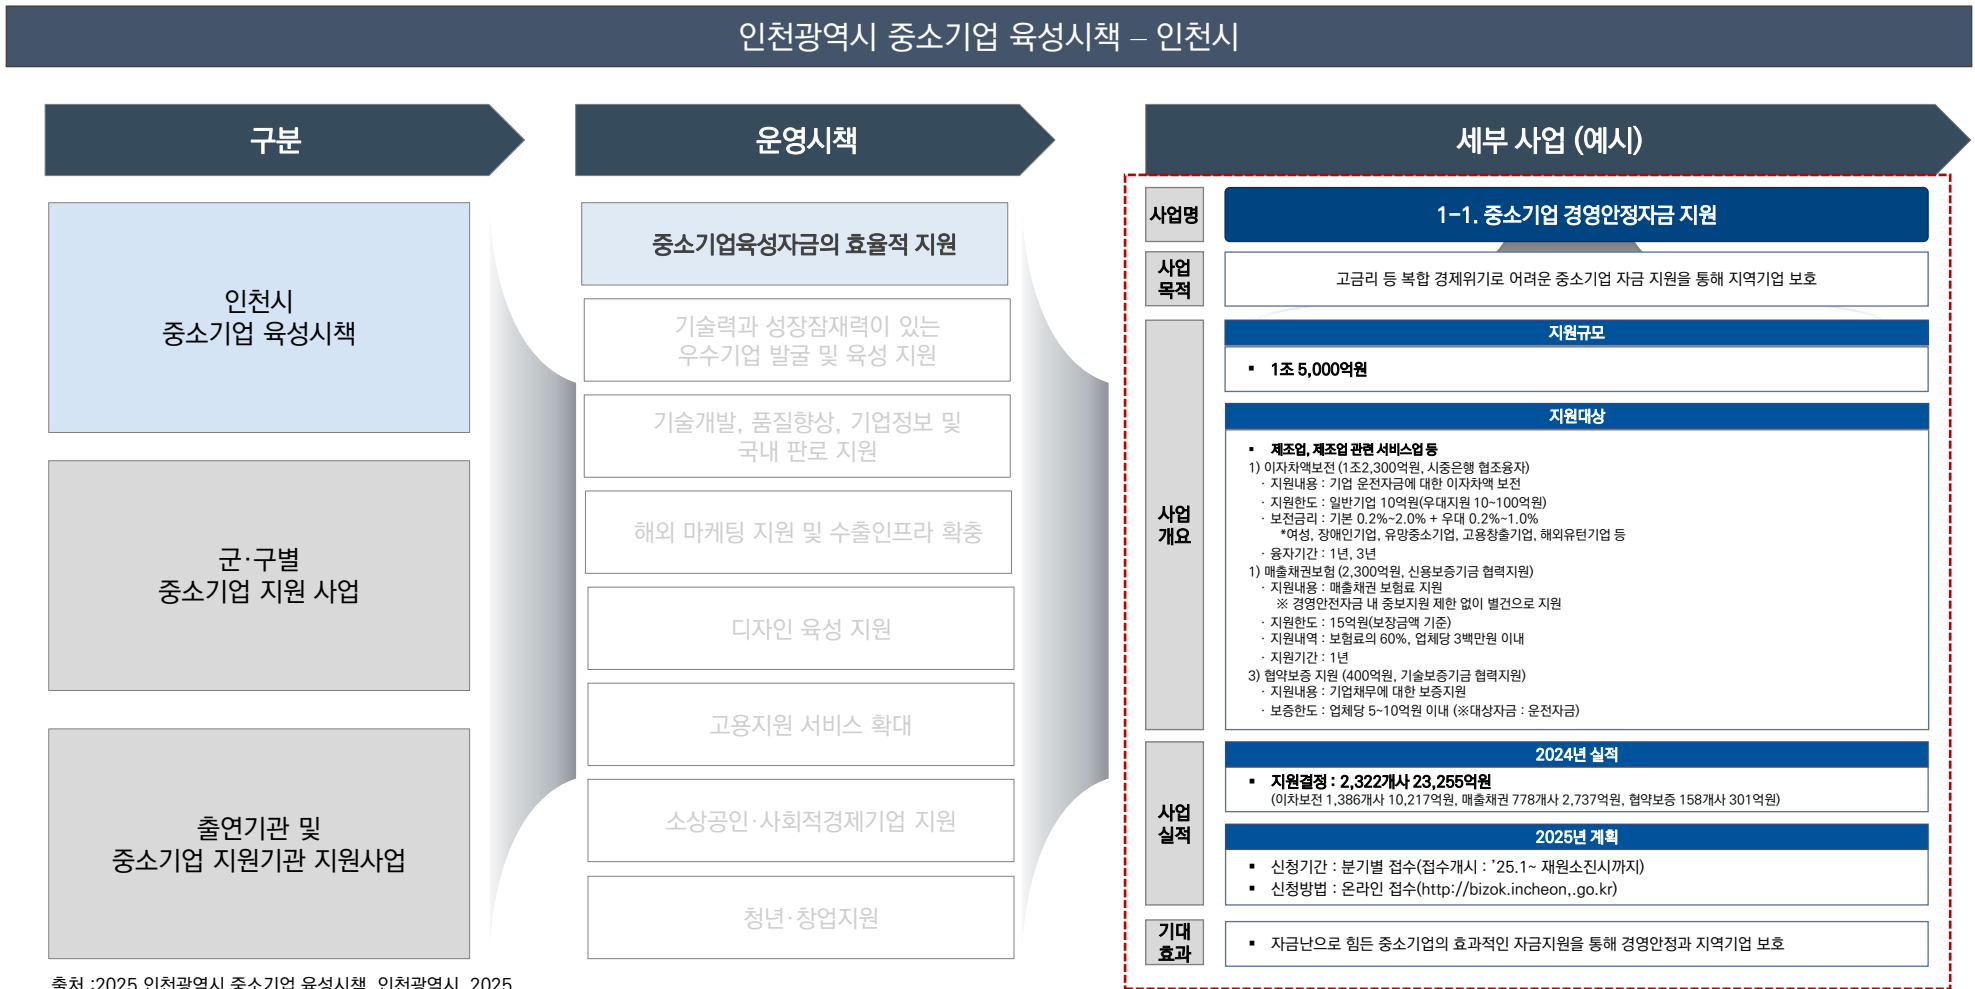 인천광역시 중소기업 육성시책 – 인천시
구분
운영시책
세부 사업 (예시)
인천시
중소기업 육성시책
군·구별
중소기업 지원 사업
출연기관 및
중소기업 지원기관 지원사업
중소기업육성자금의 효율적 지원
기술력과 성장잠재력이 있는
우수기업 발굴 및 육성 지원
기술개발, 품질향상, 기업정보 및
국내 판로 지원
해외 마케팅 지원 및 수출인프라 확충
디자인 육성 지원
고용지원 서비스 확대
소상공인·사회적경제기업 지원
청년·창업지원
사업명
1-1. 중소기업 경영안정자금 지원
사업
목적
고금리 등 복합 경제위기로 어려운 중소기업 자금 지원을 통해 지역기업 보호
사업
개요
지원규모
▪ 1조 5,000억원
지원대상
▪ 제조업, 제조업 관련 서비스업 등
1) 이자차액보전 (1조2,300억원, 시중은행 협조융자)
· 지원내용 : 기업 운전자금에 대한 이자차액 보전
· 지원한도 : 일반기업 10억원(우대지원 10~100억원)
· 보전금리 : 기본 0.2%~2.0% + 우대 0.2%~1.0%
*여성, 장애인기업, 유망중소기업, 고용창출기업, 해외유턴기업 등
· 융자기간 : 1년, 3년
1) 매출채권보험 (2,300억원, 신용보증기금 협력지원)
· 지원내용 : 매출채권 보험료 지원
※ 경영안전자금 내 중보지원 제한 없이 별건으로 지원
· 지원한도 : 15억원(보장금액 기준)
· 지원내역 : 보험료의 60%, 업체당 3백만원 이내
· 지원기간 : 1년
3) 협약보증 지원 (400억원, 기술보증기금 협력지원)
· 지원내용 : 기업채무에 대한 보증지원
· 보증한도 : 업체당 5~10억원 이내 (※대상자금 : 운전자금)
사업
실적
2024년 실적
▪ 지원결정 : 2,322개사 23,255억원
(이차보전 1,386개사 10,217억원, 매출채권 778개사 2,737억원, 협약보증 158개사 301억원)
2025년 계획
▪ 신청기간 : 분기별 접수(접수개시 : ’25.1~ 재원소진시까지)
▪ 신청방법 : 온라인 접수(http://bizok.incheon,.go.kr)
기대
효과
▪ 자금난으로 힘든 중소기업의 효과적인 자금지원을 통해 경영안정과 지역기업 보호
출처 :2025 인천광역시 중소기업 육성시책, 인천광역시, 2025